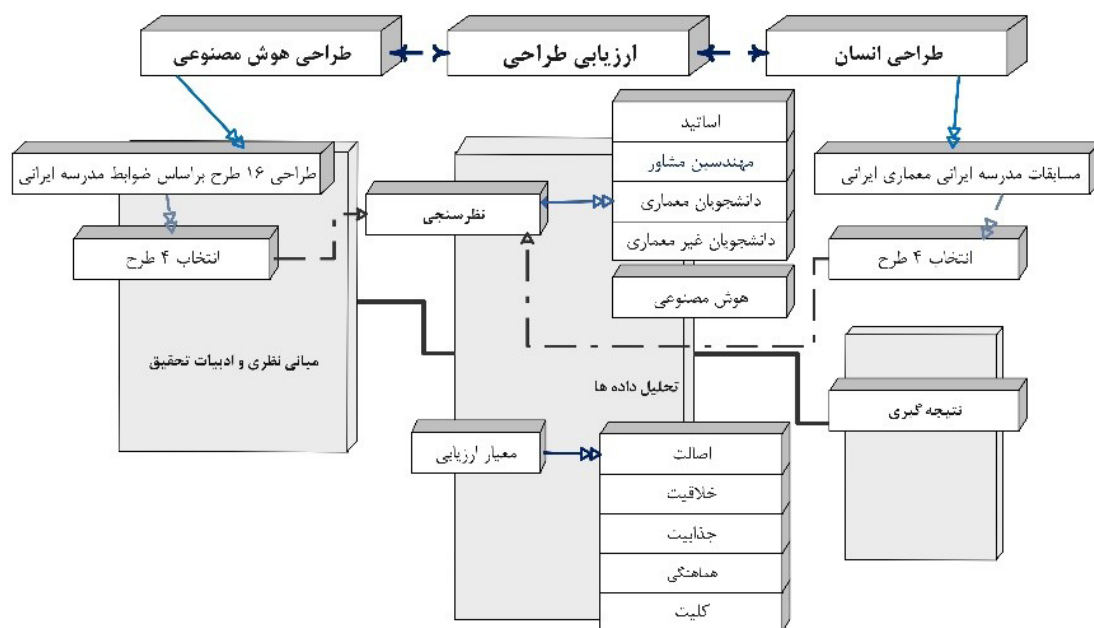 طراحی انسان
ارزیابی طراحی
طراحی هوش مصنوعی
اساتید
مهندسین مشاور
دانشجویان معماری
دانشجویان غیر معماری
هوش مصنوعی
مسابقات مدرسه ایرانی معماری ایرانی
انتخاب ۴ طرح
نظرسنجی
طراحی ۱۶ طرح براساس ضوابط مدرسه ایرانی
انتخاب ۴ طرح
مبانی نظری و ادبیات تحقیق
تحلیل داده ها
نتیجه گیری
معیار ارزیابی
اصالت
خلاقیت
جذابیت
هماهنگی
کلیت